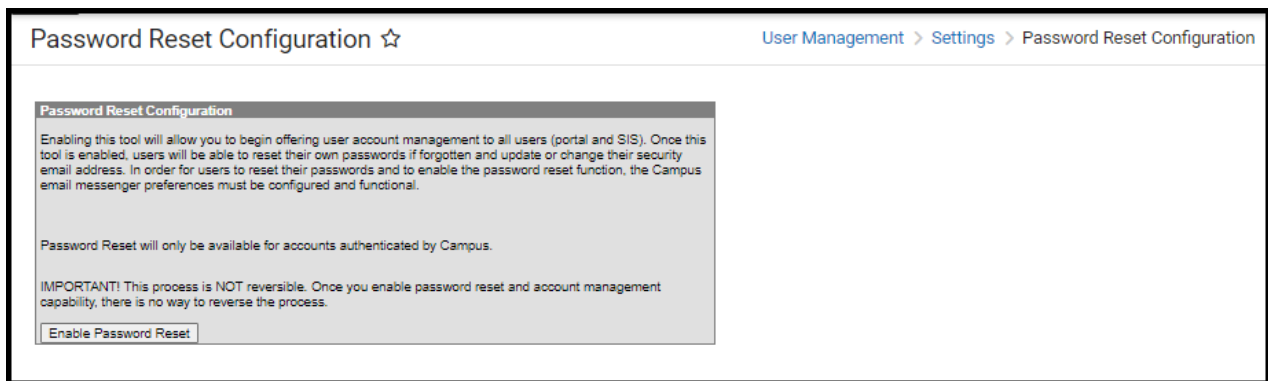 Password Reset Configuration ☆
User Management > Settings > Password Reset Configuration
Password Reset Configuration
Enabling this tool will allow you to begin offering user account management to all users (portal and SIS). Once this
tool is enabled, users will be able to reset their own passwords if forgotten and update or change their security
email address. In order for users to reset their passwords and to enable the password reset function, the Campus
email messenger preferences must be configured and functional.
Password Reset will only be available for accounts authenticated by Campus.
IMPORTANT! This process is NOT reversible. Once you enable password reset and account management
capability, there is no way to reverse the process.
Enable Password Reset